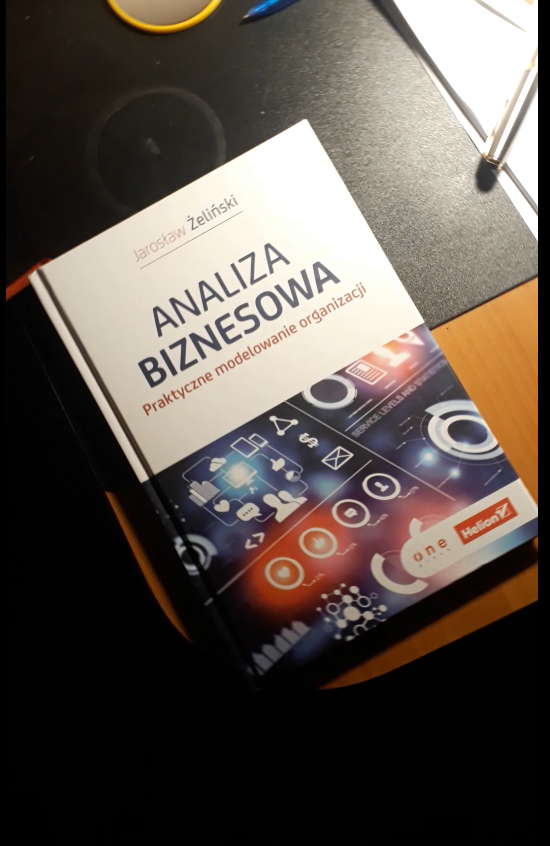 Jarosław Żeliński
ANALIZA
BIZNESOWA
Praktyczne modelowanie organizacji
SERVICE LEVELS AND
one
Helion